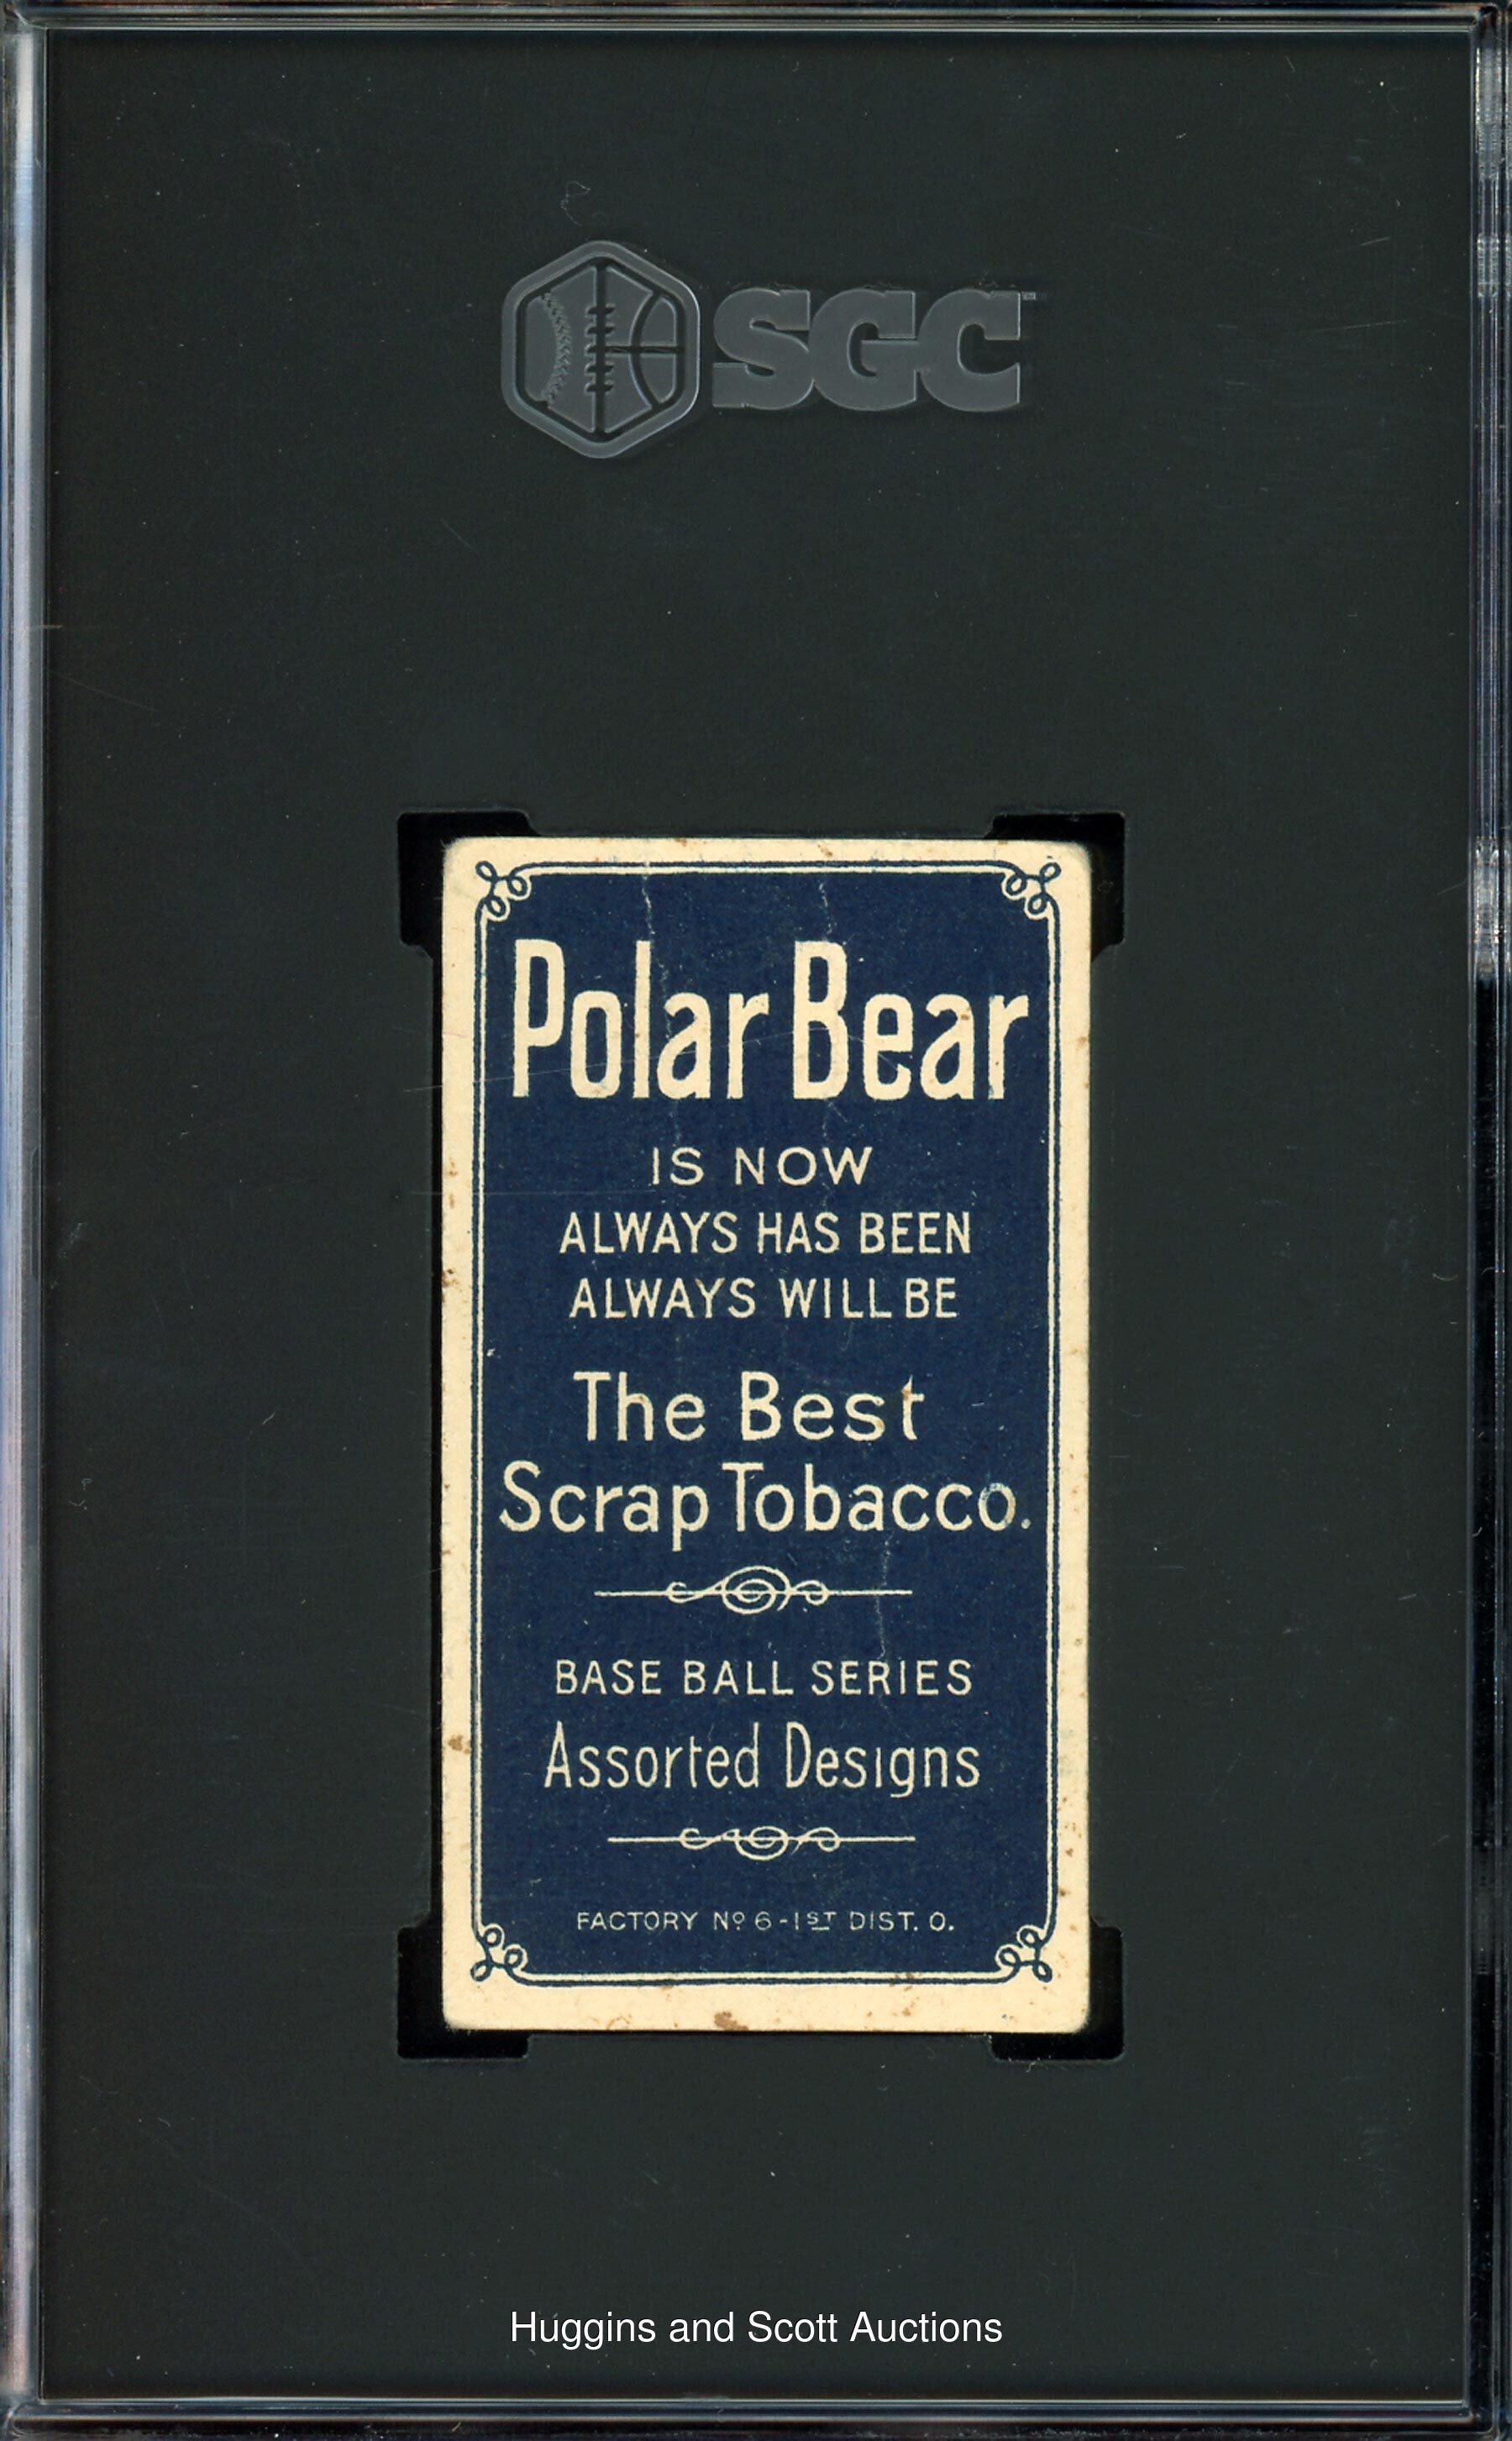 SGC™
Polar Bear
IS NOW
ALWAYS HAS BEEN
ALWAYS WILL BE
The Best
Scrap Tobacco.
BASE BALL SERIES
Assorted Designs
FACTORY Nº 6-1ST DIST. O.
Huggins and Scott Auctions